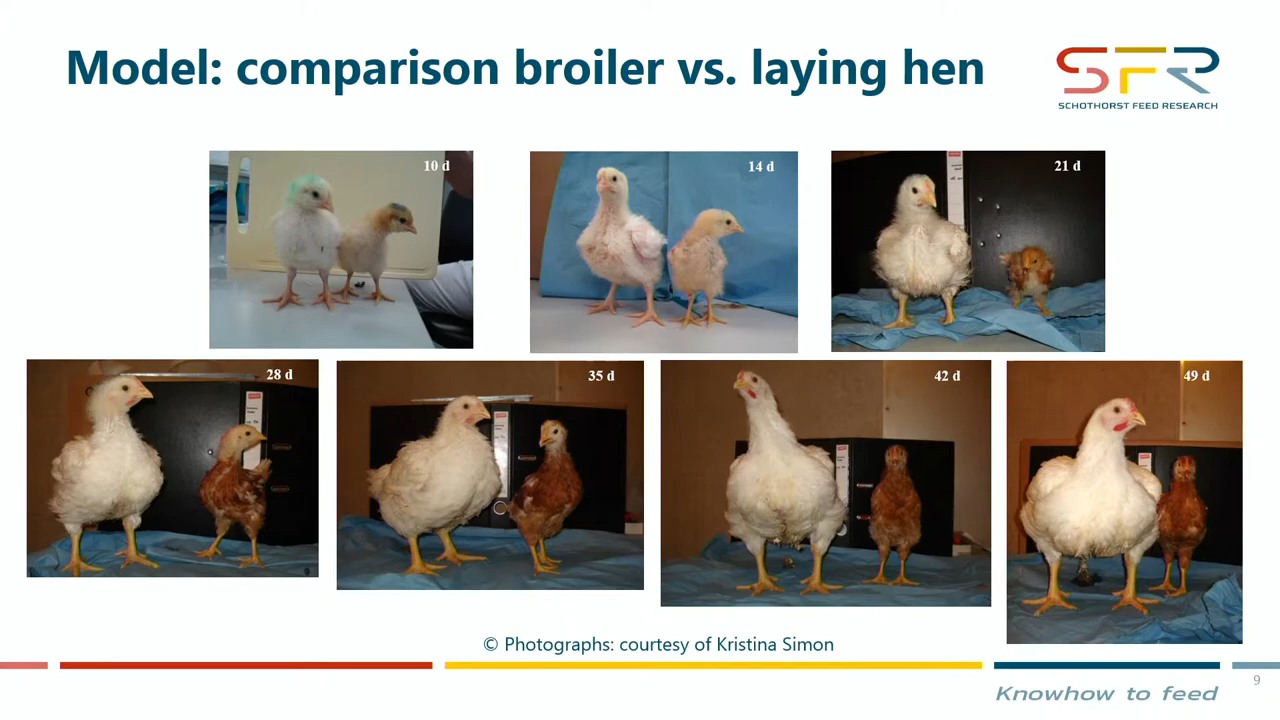 Model: comparison broiler vs. laying hen
SFR
SCHOTHORST FEED RESEARCH
10 d
14 d
21 d
28 d
35 d
42 d
49 d
© Photographs: courtesy of Kristina Simon
9
Knowhow to feed